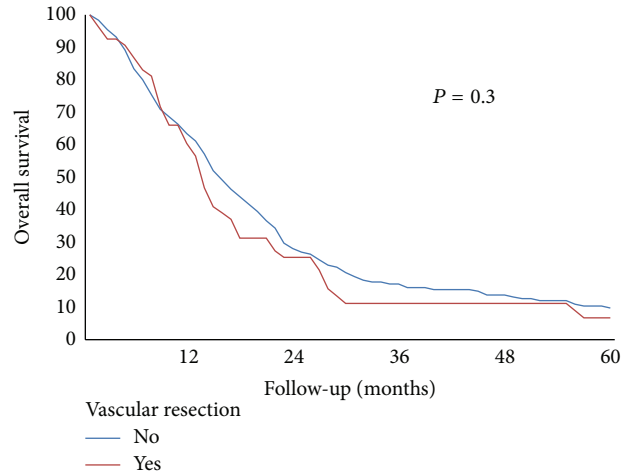 100
90
80
70
60
50
40
30
20
10
0
Overall survival
P = 0.3
12 24 36 48 60
Follow-up (months)
Vascular resection
No
Yes